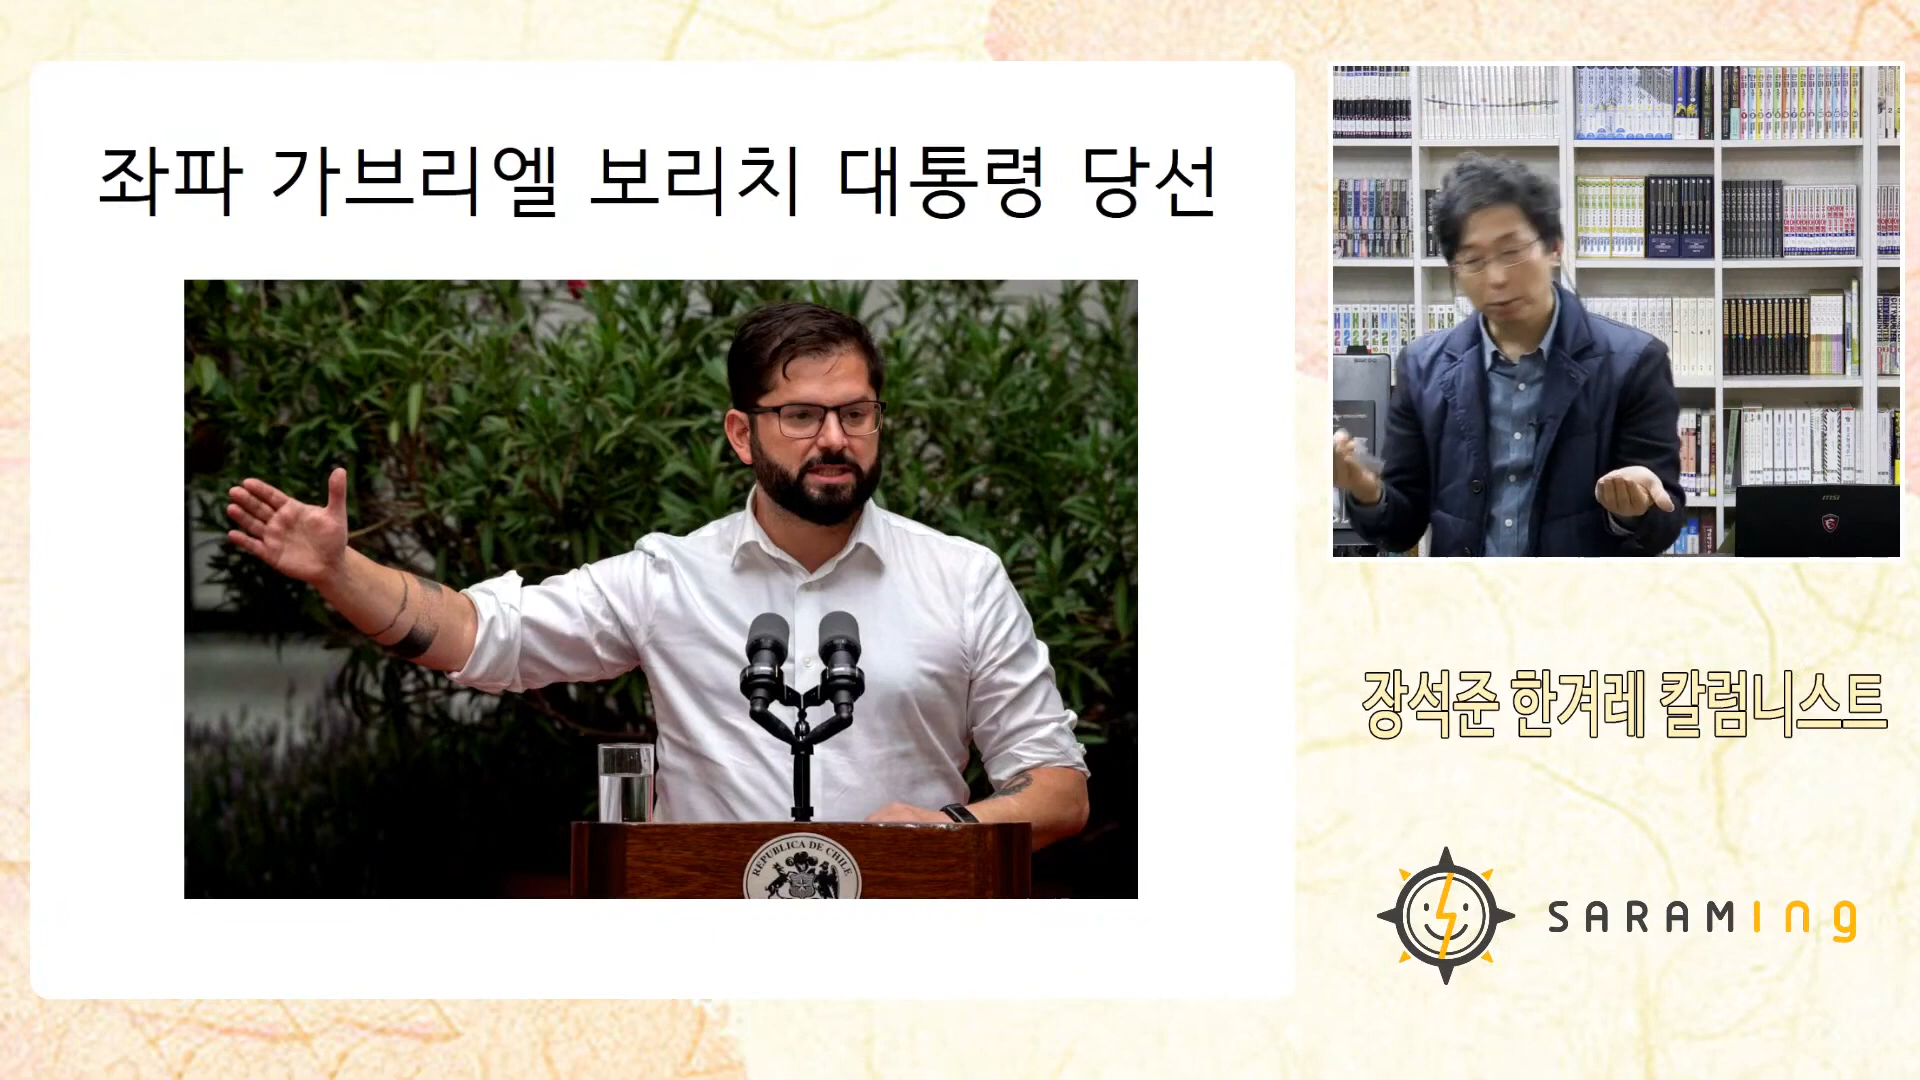 좌파 가브리엘 보리치 대통령 당선
REPUBLICA DE CHILE
msi
장석준 한겨레 칼럼니스트
SARAMIng